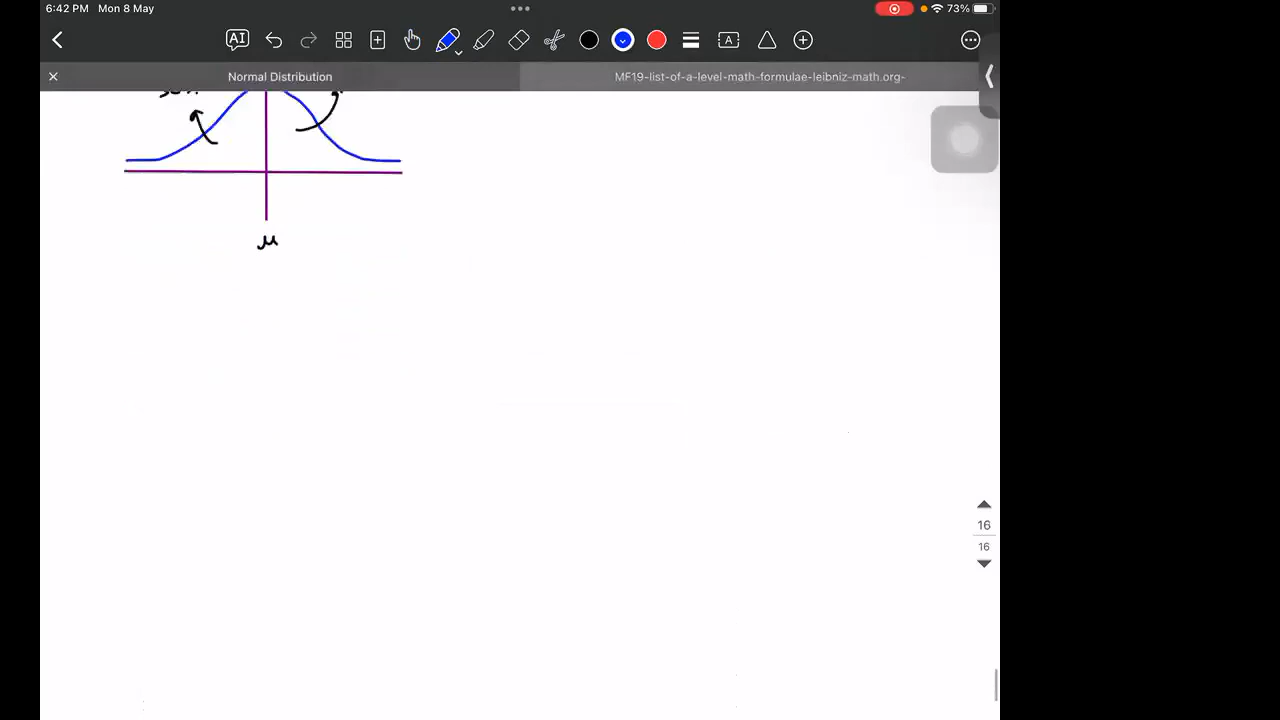 6:42 PM Mon 8 May
73%
AI
A
Normal Distribution
MF19-list-of-a-level-math-formulae-leibniz-math.org-
μ
16
16